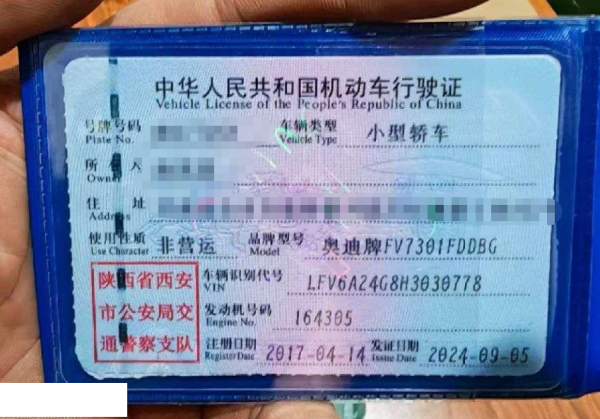 中华人民共和国机动车行驶证
Vehicle License of the People's Republic of China
号牌号码 车辆类型 小型轿车
Plate No. Vehicle Type
所有人
Owner
住址
Address
使用性质 非营运 品牌型号 奥迪牌FV7301FDDBG
Use Character Model
陕西省西安
市公安局交
通警察支队
车辆识别代号 LFV6A24G8H3030778
VIN
发动机号码 164305
Engine No.
注册日期 2017-04-14 发证日期 2024-09-05
Register Date Issue Date